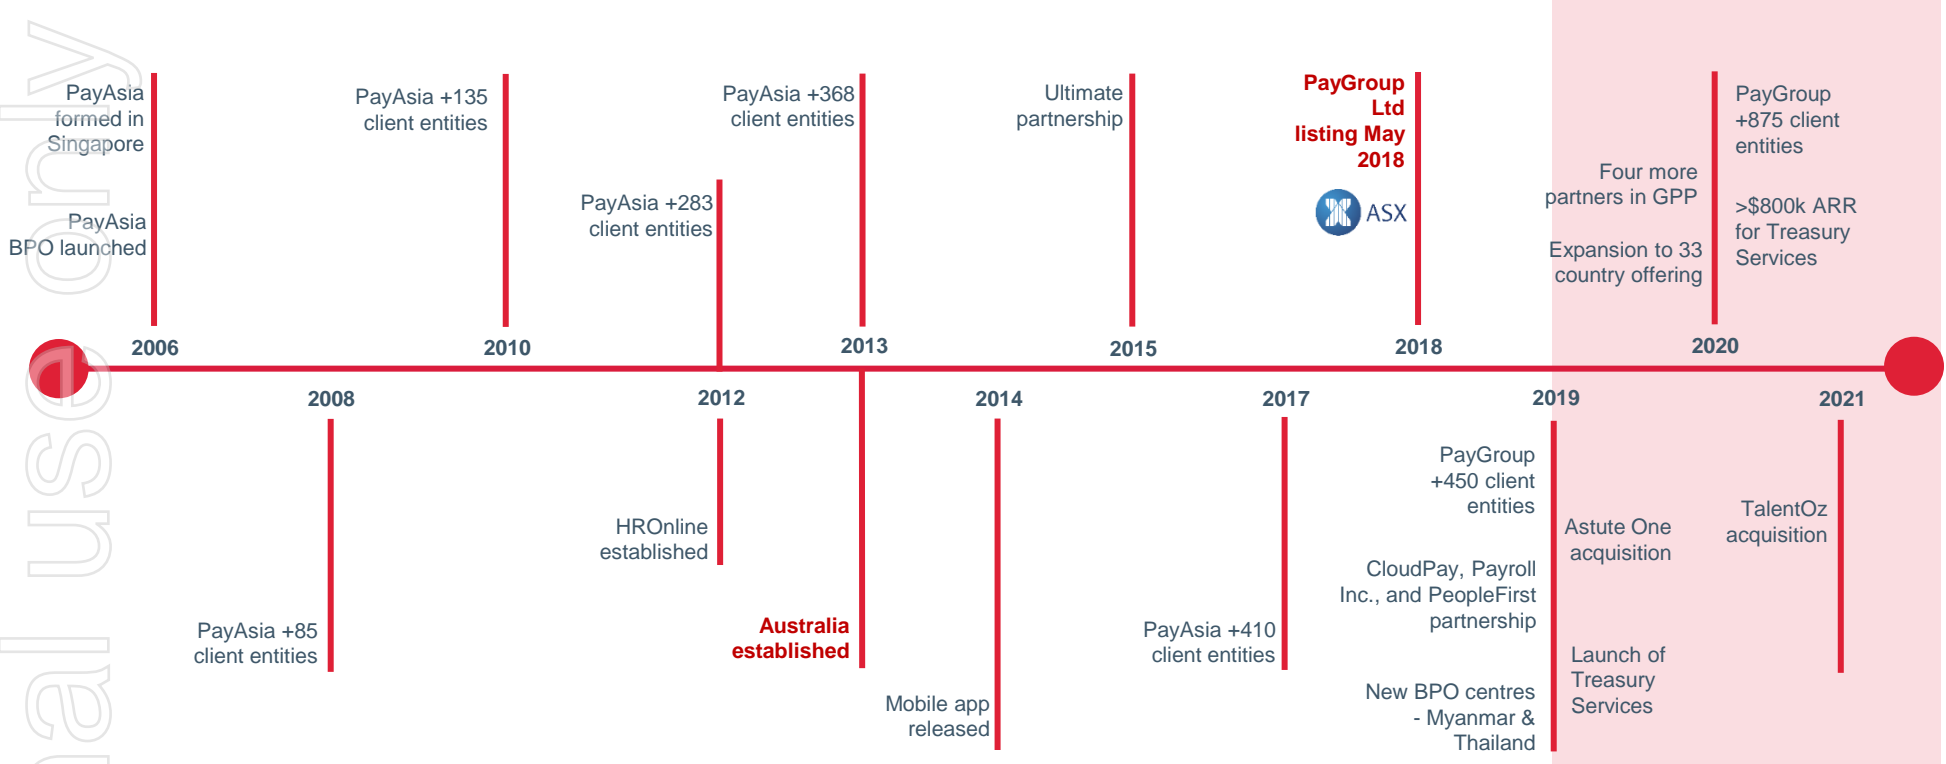 PayAsia
formed in
Singapore
PayAsia
BPO launched
2006
2008
PayAsia +85
client entities
PayAsia +135
client entities
2010
PayAsia +283
client entities
2012
HROnline
established
PayAsia +368
client entities
2013
Australia
established
2014
Mobile app
released
Ultimate
partnership
2015
2017
PayAsia +410
client entities
PayGroup
Ltd
listing May
2018
ASX
2018
2019
PayGroup
+450 client
entities
CloudPay, Payroll
Inc., and PeopleFirst
partnership
New BPO centres
- Myanmar &
Thailand
Astute One
acquisition
Launch of
Treasury
Services
Four more
partners in GPP
Expansion to 33
country offering
2020
PayGroup
+875 client
entities
>$800k ARR
for Treasury
Services
2021
TalentOz
acquisition
nal use only